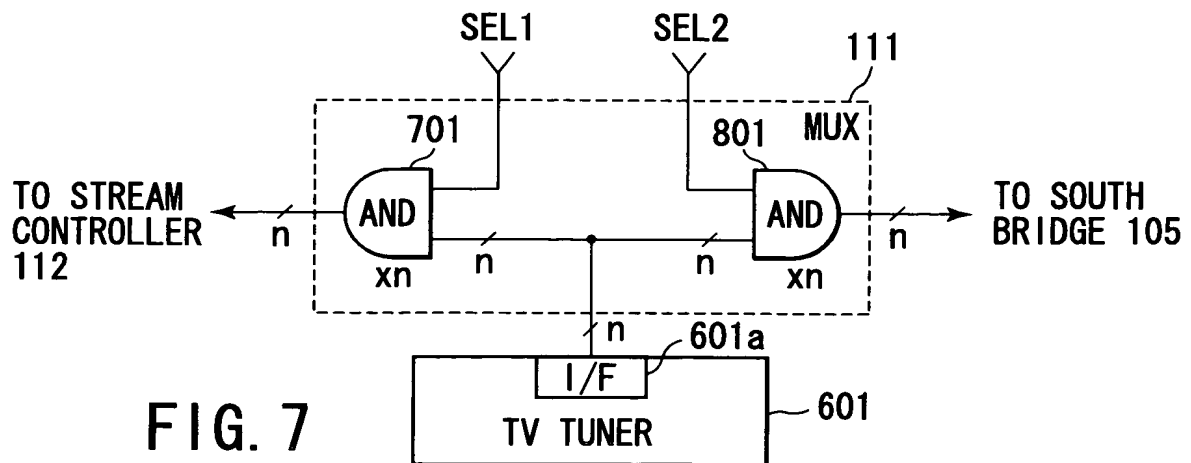 SEL1
SEL2
111
MUX
701
801
TO STREAM
CONTROLLER
112
n
AND
xn
n
n
AND
xn
n
TO SOUTH
BRIDGE 105
n
601a
I/F
TV TUNER
601
FIG. 7